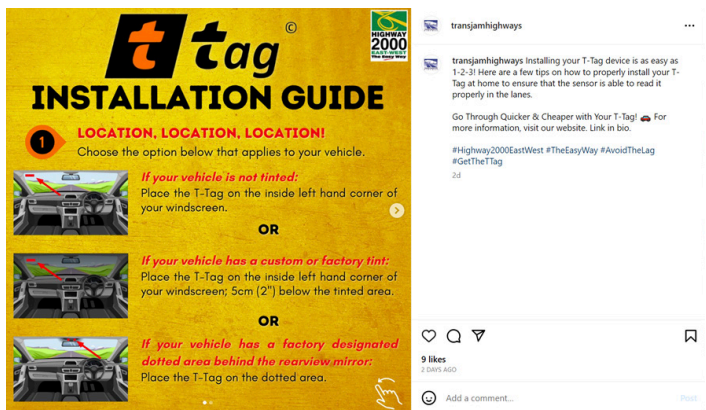 t tag ©
HIGHWAY
2000
EAST-WEST
The Easy Way
INSTALLATION GUIDE
1
LOCATION, LOCATION, LOCATION!
Choose the option below that applies to your vehicle.
If your vehicle is not tinted:
Place the T-Tag on the inside left hand corner of
your windscreen.
OR
If your vehicle has a custom or factory tint:
Place the T-Tag on the inside left hand corner of
your windscreen; 5cm (2") below the tinted area.
OR
If your vehicle has a factory designated
dotted area behind the rearview mirror:
Place the T-Tag on the dotted area.
transjamhighways
transjamhighways Installing your T-Tag device is as easy as
1-2-3! Here are a few tips on how to properly install your T-
Tag at home to ensure that the sensor is able to read it
properly in the lanes.
Go Through Quicker & Cheaper with Your T-Tag! 🚗 For
more information, visit our website. Link in bio.
#Highway2000EastWest #TheEasyWay #AvoidTheLag
#GetTheTTag
2d
9 likes
2 DAYS AGO
Add a comment...
Post